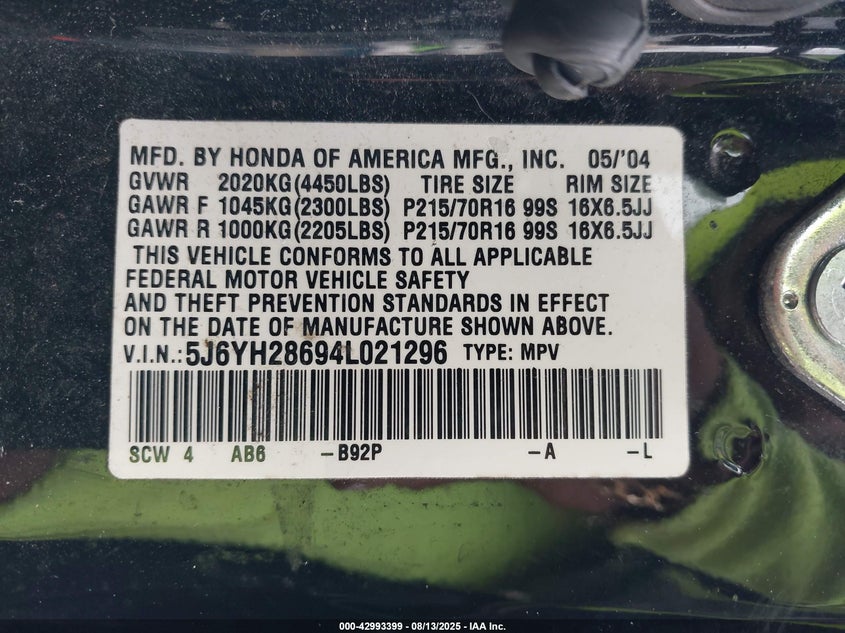 MFD. BY HONDA OF AMERICA MFG., INC. 05/'04
GVWR 2020KG(4450LBS) TIRE SIZE RIM SIZE
GAWR F 1045KG(2300LBS) P215/70R16 99S 16X6.5JJ
GAWR R 1000KG(2205LBS) P215/70R16 99S 16X6.5JJ
THIS VEHICLE CONFORMS TO ALL APPLICABLE
FEDERAL MOTOR VEHICLE SAFETY
AND THEFT PREVENTION STANDARDS IN EFFECT
ON THE DATE OF MANUFACTURE SHOWN ABOVE.
V.I.N.: 5J6YH28694L021296 TYPE: MPV
SCW 4 AB6 -B92P -A -L
000-42993399 - 08/13/2025 - IAA Inc.